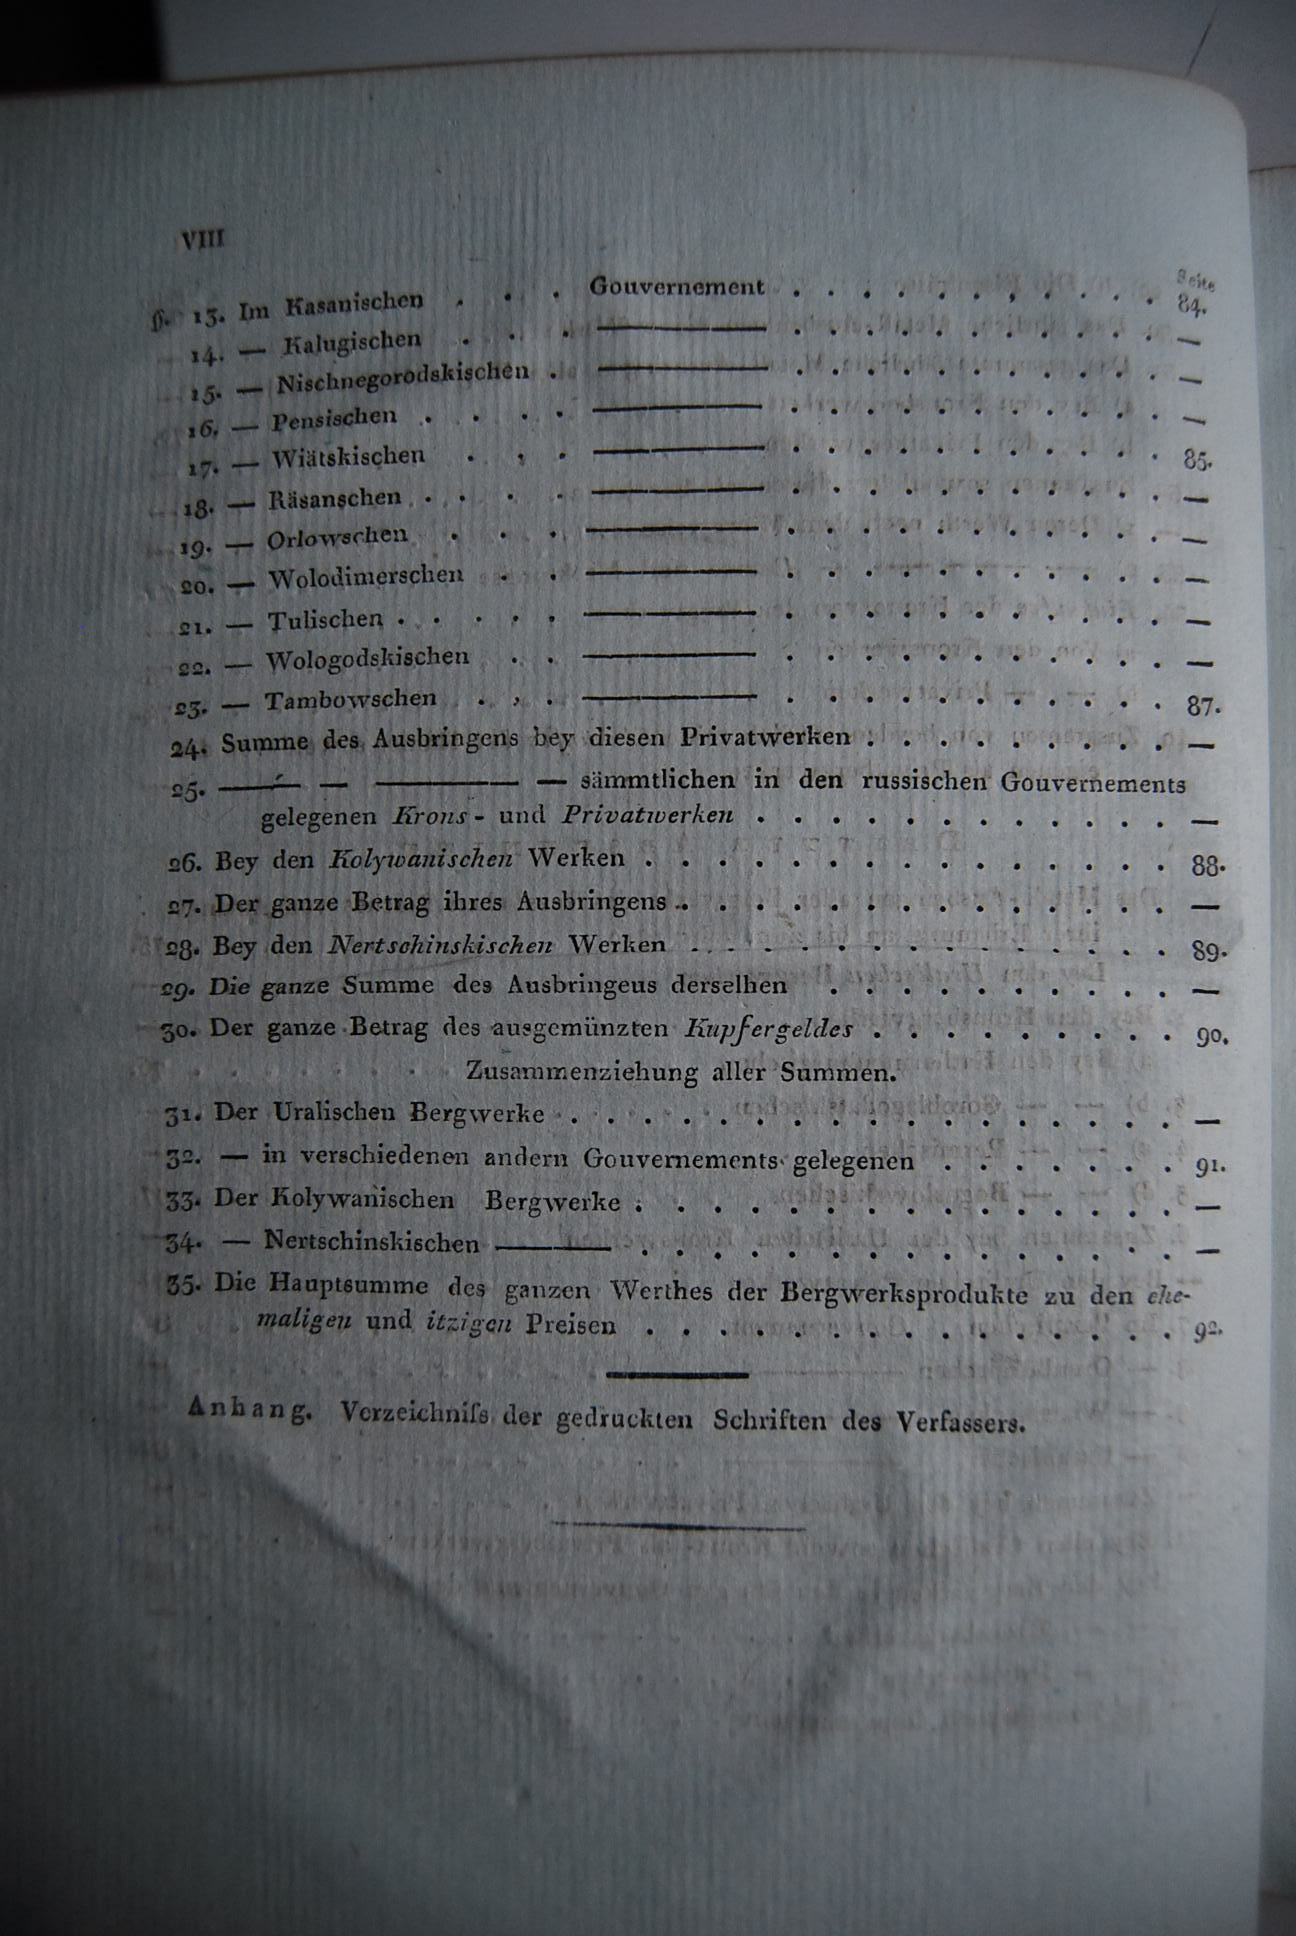 VIII
Seite
§. 13. Im Kasanischen . . . Gouvernement . . . . . . . . . . . 84.
14. — Kalugischen . . . ——— . . . . . . . . . . . —
15. — Nischnegorodskischen . ——— . . . . . . . . . . . —
16. — Pensischen . . . . ——— . . . . . . . . . . . —
17. — Wiätskischen . . . ——— . . . . . . . . . . . 85.
18. — Räsanschen . . . . ——— . . . . . . . . . . . —
19. — Orlowschen . . . ——— . . . . . . . . . . . —
20. — Wolodimerschen . . ——— . . . . . . . . . . . —
21. — Tulischen . . . . . ——— . . . . . . . . . . . —
22. — Wologodskischen . . ——— . . . . . . . . . . . —
23. — Tambowschen . . . ——— . . . . . . . . . . . 87.
24. Summe des Ausbringens bey diesen Privatwerken . . . . . . . . . —
25. ——— — ——— — sämmtlichen in den russischen Gouvernements
gelegenen Krons- und Privatwerken . . . . . . . . . . . . —
26. Bey den Kolywanischen Werken . . . . . . . . . . . . . . . 88.
27. Der ganze Betrag ihres Ausbringens . . . . . . . . . . . . . . —
28. Bey den Nertschinskischen Werken . . . . . . . . . . . . . . 89.
29. Die ganze Summe des Ausbringeus derselben . . . . . . . . . . —
30. Der ganze Betrag des ausgemünzten Kupfergeldes . . . . . . . . . 90.
Zusammenziehung aller Summen.
31. Der Uralischen Bergwerke . . . . . . . . . . . . . . . . . —
32. — in verschiedenen andern Gouvernements gelegenen . . . . . . . 91.
33. Der Kolywanischen Bergwerke . . . . . . . . . . . . . . . —
34. — Nertschinskischen ——— . . . . . . . . . . . . . . . —
35. Die Hauptsumme des ganzen Werthes der Bergwerksprodukte zu den ehe-
maligen und itzigen Preisen . . . . . . . . . . . . . . . 92.
Anhang. Verzeichniſs der gedruckten Schriften des Verfassers.